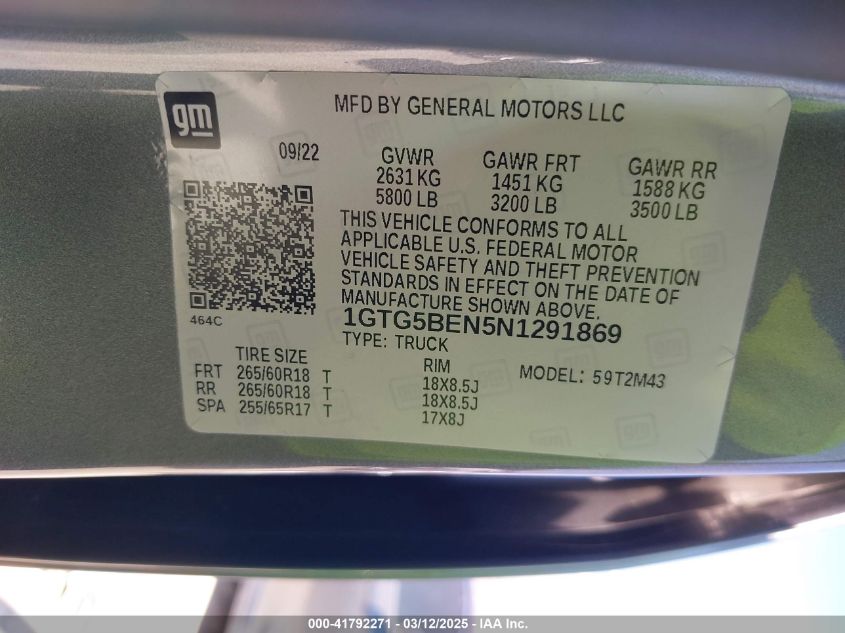 gm
MFD BY GENERAL MOTORS LLC
09/22
GVWR
2631 KG
5800 LB
GAWR FRT
1451 KG
3200 LB
GAWR RR
1588 KG
3500 LB
THIS VEHICLE CONFORMS TO ALL
APPLICABLE U.S. FEDERAL MOTOR
VEHICLE SAFETY AND THEFT PREVENTION
STANDARDS IN EFFECT ON THE DATE OF
MANUFACTURE SHOWN ABOVE.
1GTG5BEN5N1291869
TYPE: TRUCK
464C
TIRE SIZE RIM MODEL: 59T2M43
FRT 265/60R18 T 18X8.5J
RR 265/60R18 T 18X8.5J
SPA 255/65R17 T 17X8J
gm
000-41792271 - 03/12/2025 - IAA Inc.